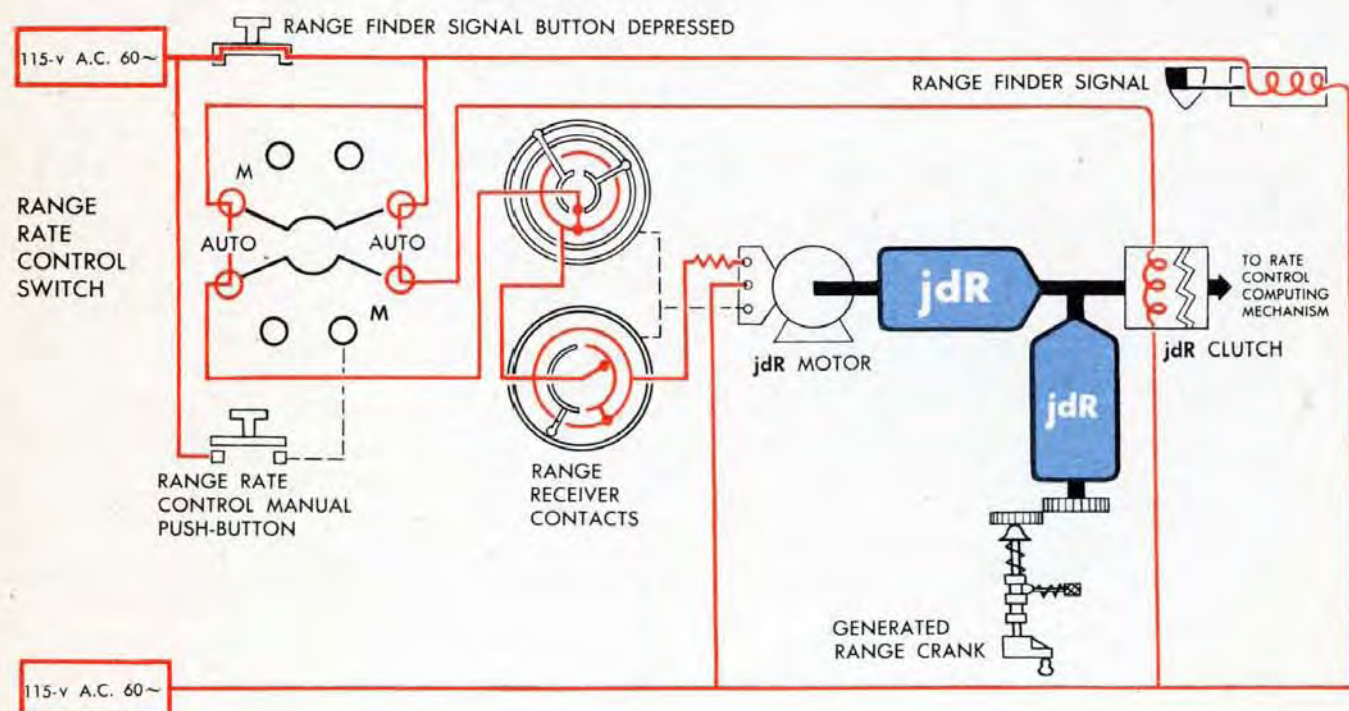 115-v A.C. 60~
RANGE FINDER SIGNAL BUTTON DEPRESSED
RANGE FINDER SIGNAL
M
RANGE
RATE
CONTROL
SWITCH
AUTO
AUTO
M
jdR
jdR
TO RATE
CONTROL
COMPUTING
MECHANISM
jdR MOTOR
jdR CLUTCH
RANGE RATE
CONTROL MANUAL
PUSH-BUTTON
RANGE
RECEIVER
CONTACTS
GENERATED
RANGE CRANK
115-v A.C. 60~